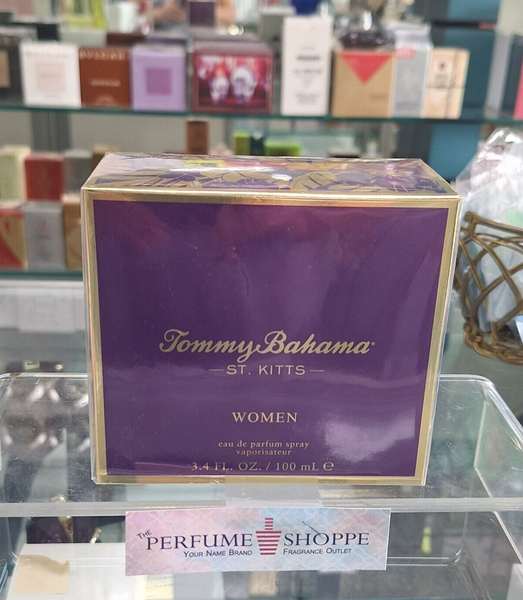 Tommy Bahama
ST. KITTS
WOMEN
eau de parfum spray
vaporisateur
3.4 FL. OZ. / 100 mL ℮
THE PERFUME SHOPPE
YOUR NAME BRAND FRAGRANCE OUTLET